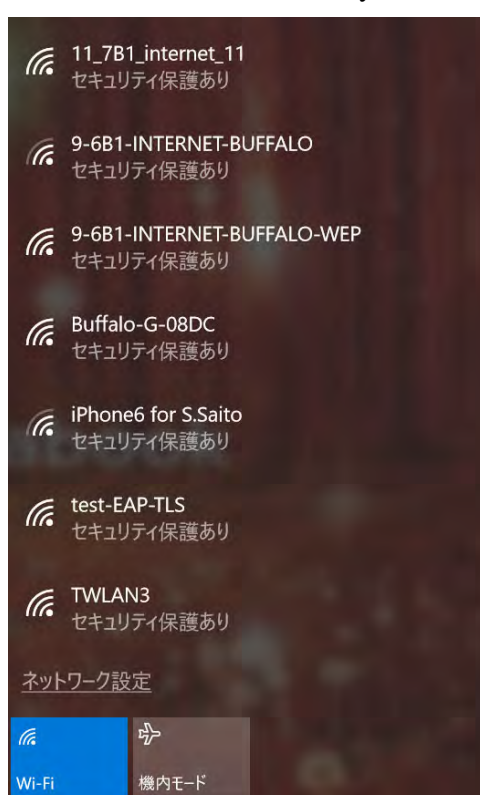 11_7B1_internet_11
セキュリティ保護あり
9-6B1-INTERNET-BUFFALO
セキュリティ保護あり
9-6B1-INTERNET-BUFFALO-WEP
セキュリティ保護あり
Buffalo-G-08DC
セキュリティ保護あり
iPhone6 for S.Saito
セキュリティ保護あり
test-EAP-TLS
セキュリティ保護あり
TWLAN3
セキュリティ保護あり
ネットワーク設定
Wi-Fi
機内モード